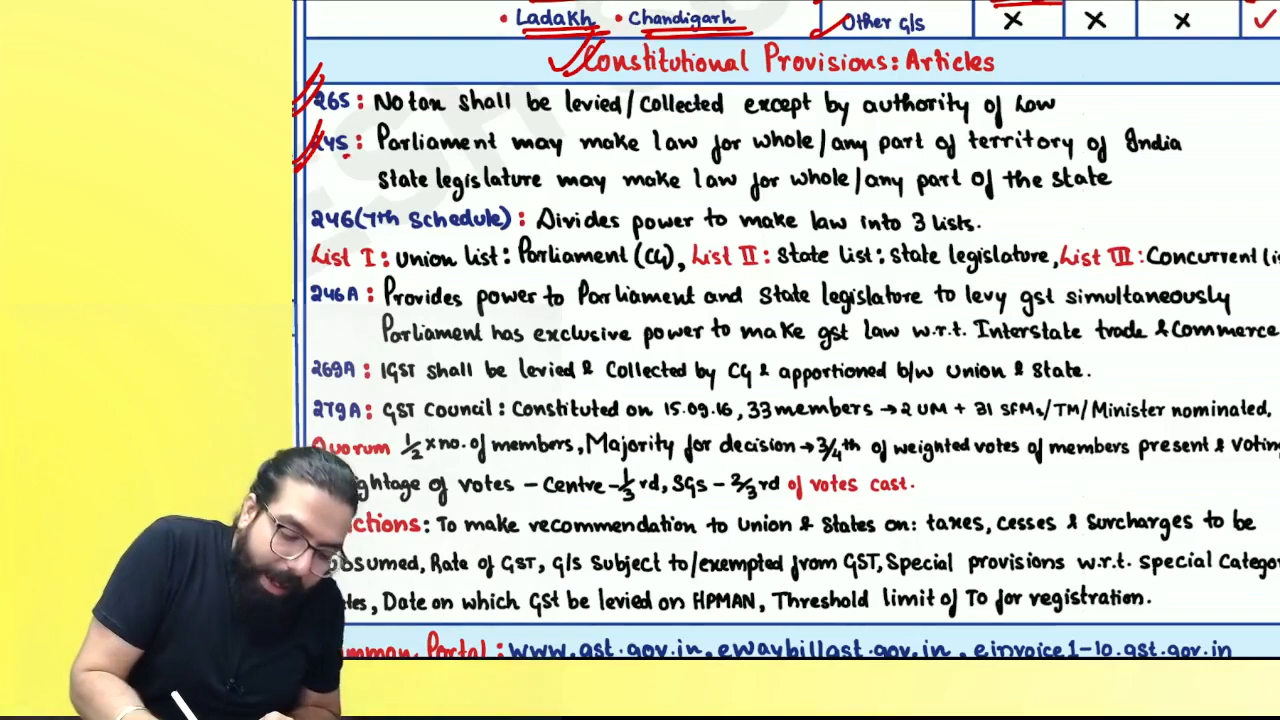 • Ladakh • Chandigarh Other G/s × × × ✓
Constitutional Provisions: Articles
265: No tax shall be levied/Collected except by authority of Law
245: Parliament may make law for whole/any part of territory of India
State legislature may make law for whole/any part of the state
246(7th Schedule): Divides power to make law into 3 lists.
List I: Union list: Parliament (CG), List II: State list: State legislature, List III: Concurrent
246A: Provides power to Parliament and State legislature to levy gst simultaneously
Parliament has exclusive power to make gst law w.r.t. Interstate trade & Commerce
269A: IGST shall be levied & Collected by CG & apportioned b/w Union & State.
279A: GST Council: Constituted on 15.09.16, 33 members → 2 UM + 31 SFMs/TM/Minister nominated,
Quorum 1/2 × no. of members, Majority for decision → 3/4th of weighted votes of members present & Voting
ghtage of votes - Centre - 1/3rd, SGs - 2/3rd of votes cast.
ctions: To make recommendation to Union & States on: taxes, Cesses & Surcharges to be
bsumed, Rate of GST, G/s Subject to/exempted from GST, Special provisions w.r.t. Special Catego
tes, Date on which GST be levied on HPMAN, Threshold limit of TO for registration.
mmon Portal: www.gst.gov.in, ewaybillgst.gov.in, einvoice1-10.gst.gov.in